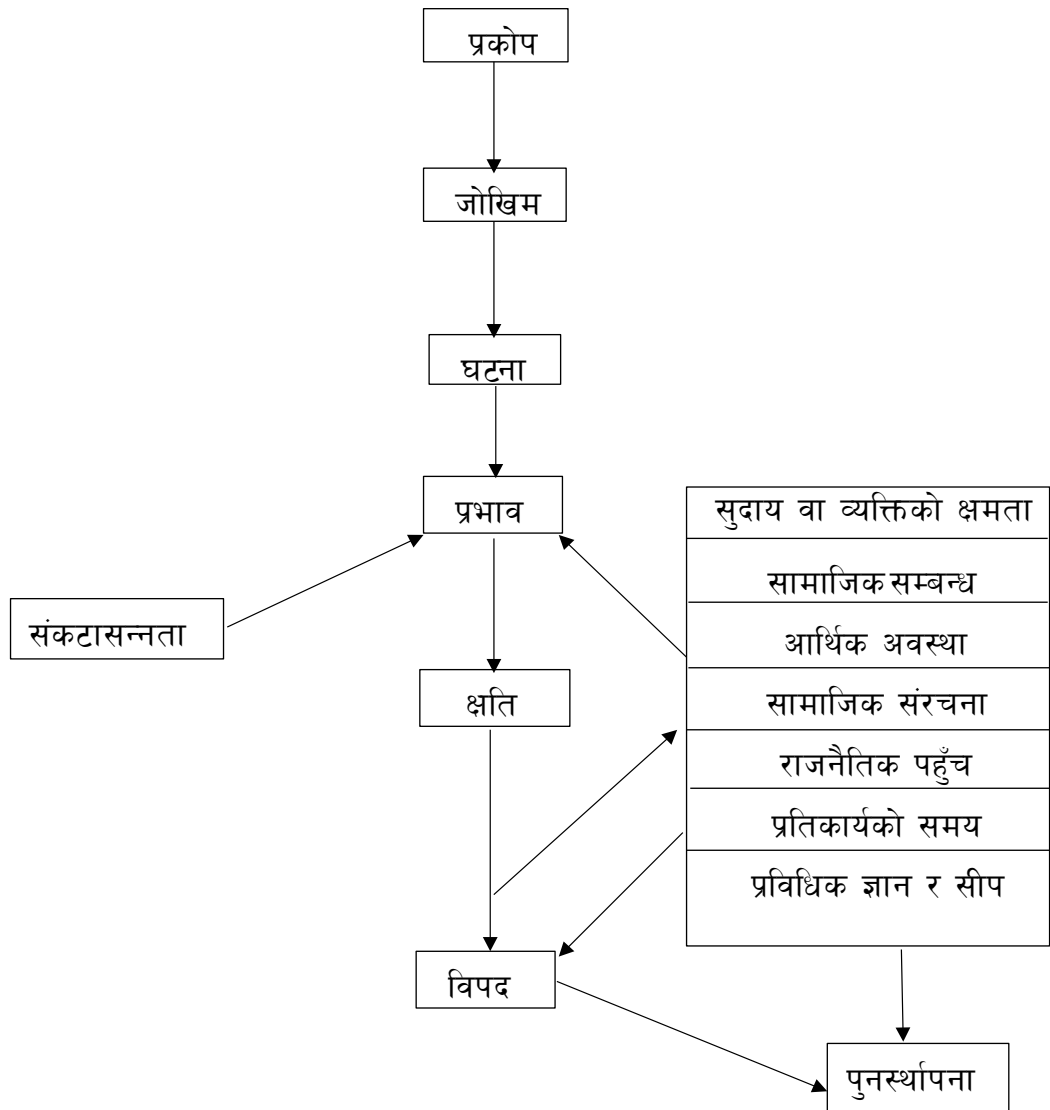 प्रकोप
जोखिम
घटना
प्रभाव
सुदाय वा व्यक्तिको क्षमता
सामाजिक सम्बन्ध
संकटासन्नता
आर्थिक अवस्था
क्षति
सामाजिक संरचना
राजनैतिक पहुँच
प्रतिकार्यको समय
प्रविधिक ज्ञान र सीप
विपद
पुनर्स्थापना